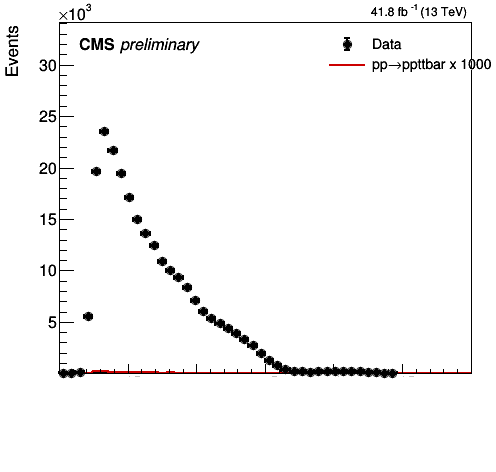 ×10³
41.8 fb⁻¹ (13 TeV)
Events
CMS preliminary
Data
pp→ppttbar x 1000
30
25
20
15
10
5